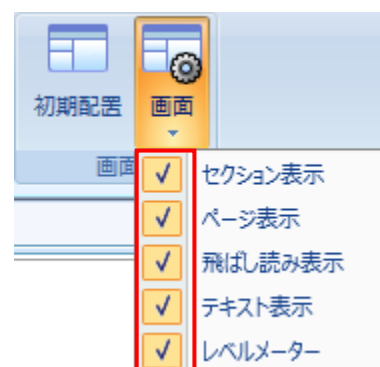 初期配置
画面
画面
セクション表示
ページ表示
飛ばし読み表示
テキスト表示
レベルメーター